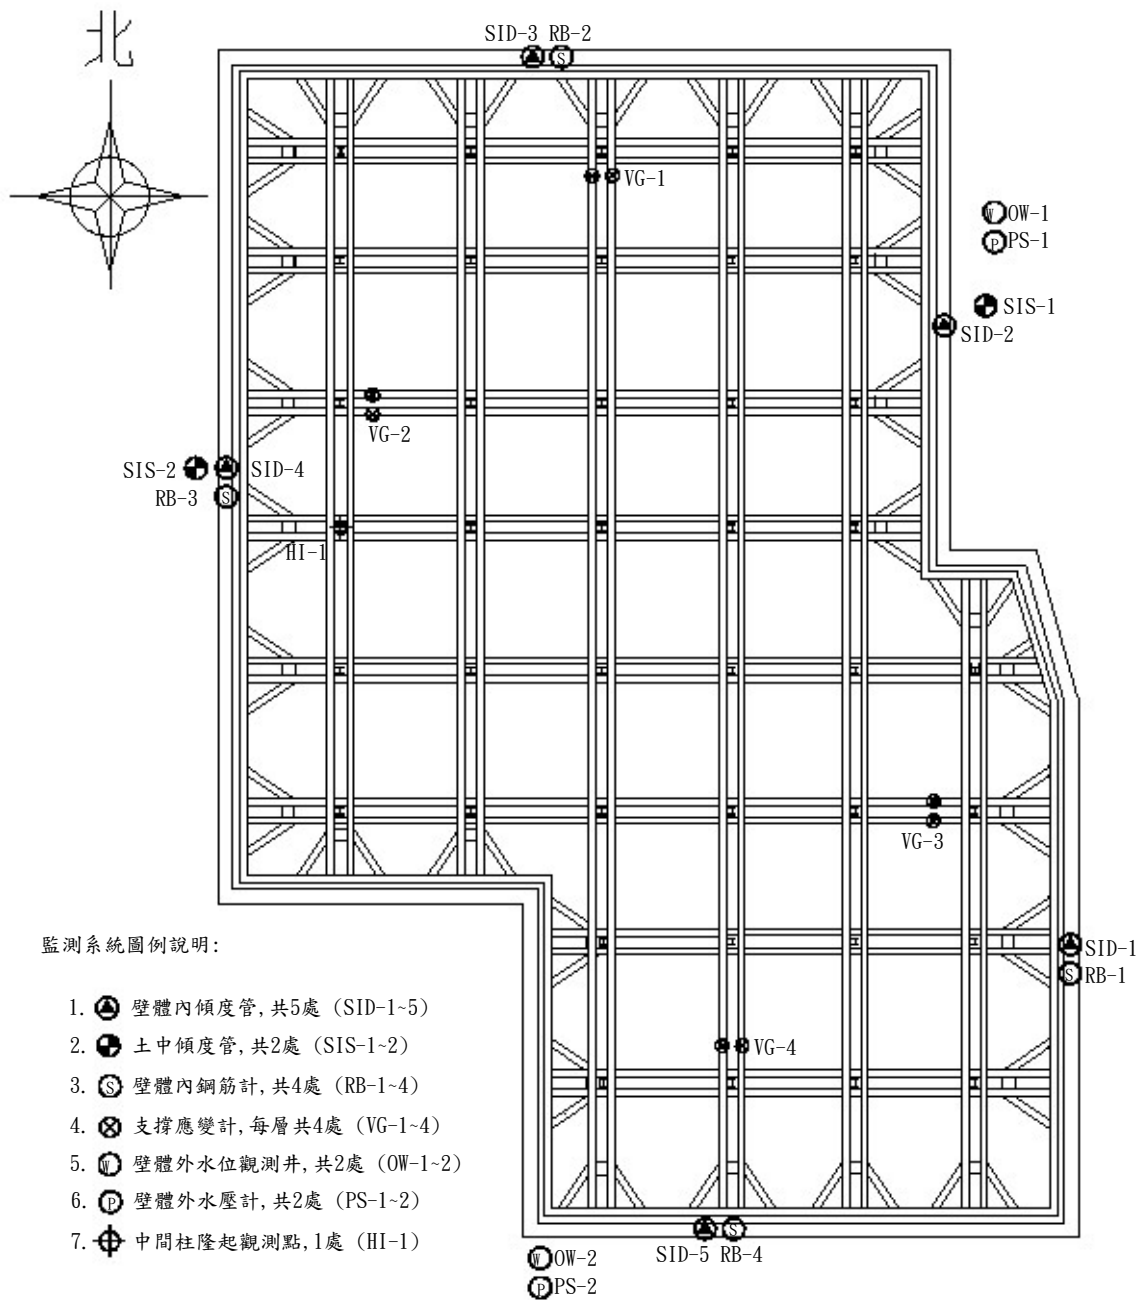 北
SID-3 RB-2
VG-1
OW-1
PS-1
SIS-1
SID-2
VG-2
SIS-2 SID-4
RB-3
HI-1
VG-3
SID-1
RB-1
VG-4
SID-5 RB-4
OW-2
PS-2
監測系統圖例說明:
1. 壁體內傾度管,共5處 (SID-1~5)
2. 土中傾度管,共2處 (SIS-1~2)
3. S 壁體內鋼筋計,共4處 (RB-1~4)
4. 支撐應變計,每層共4處 (VG-1~4)
5. W 壁體外水位觀測井,共2處 (OW-1~2)
6. P 壁體外水壓計,共2處 (PS-1~2)
7. 中間柱隆起觀測點,1處 (HI-1)